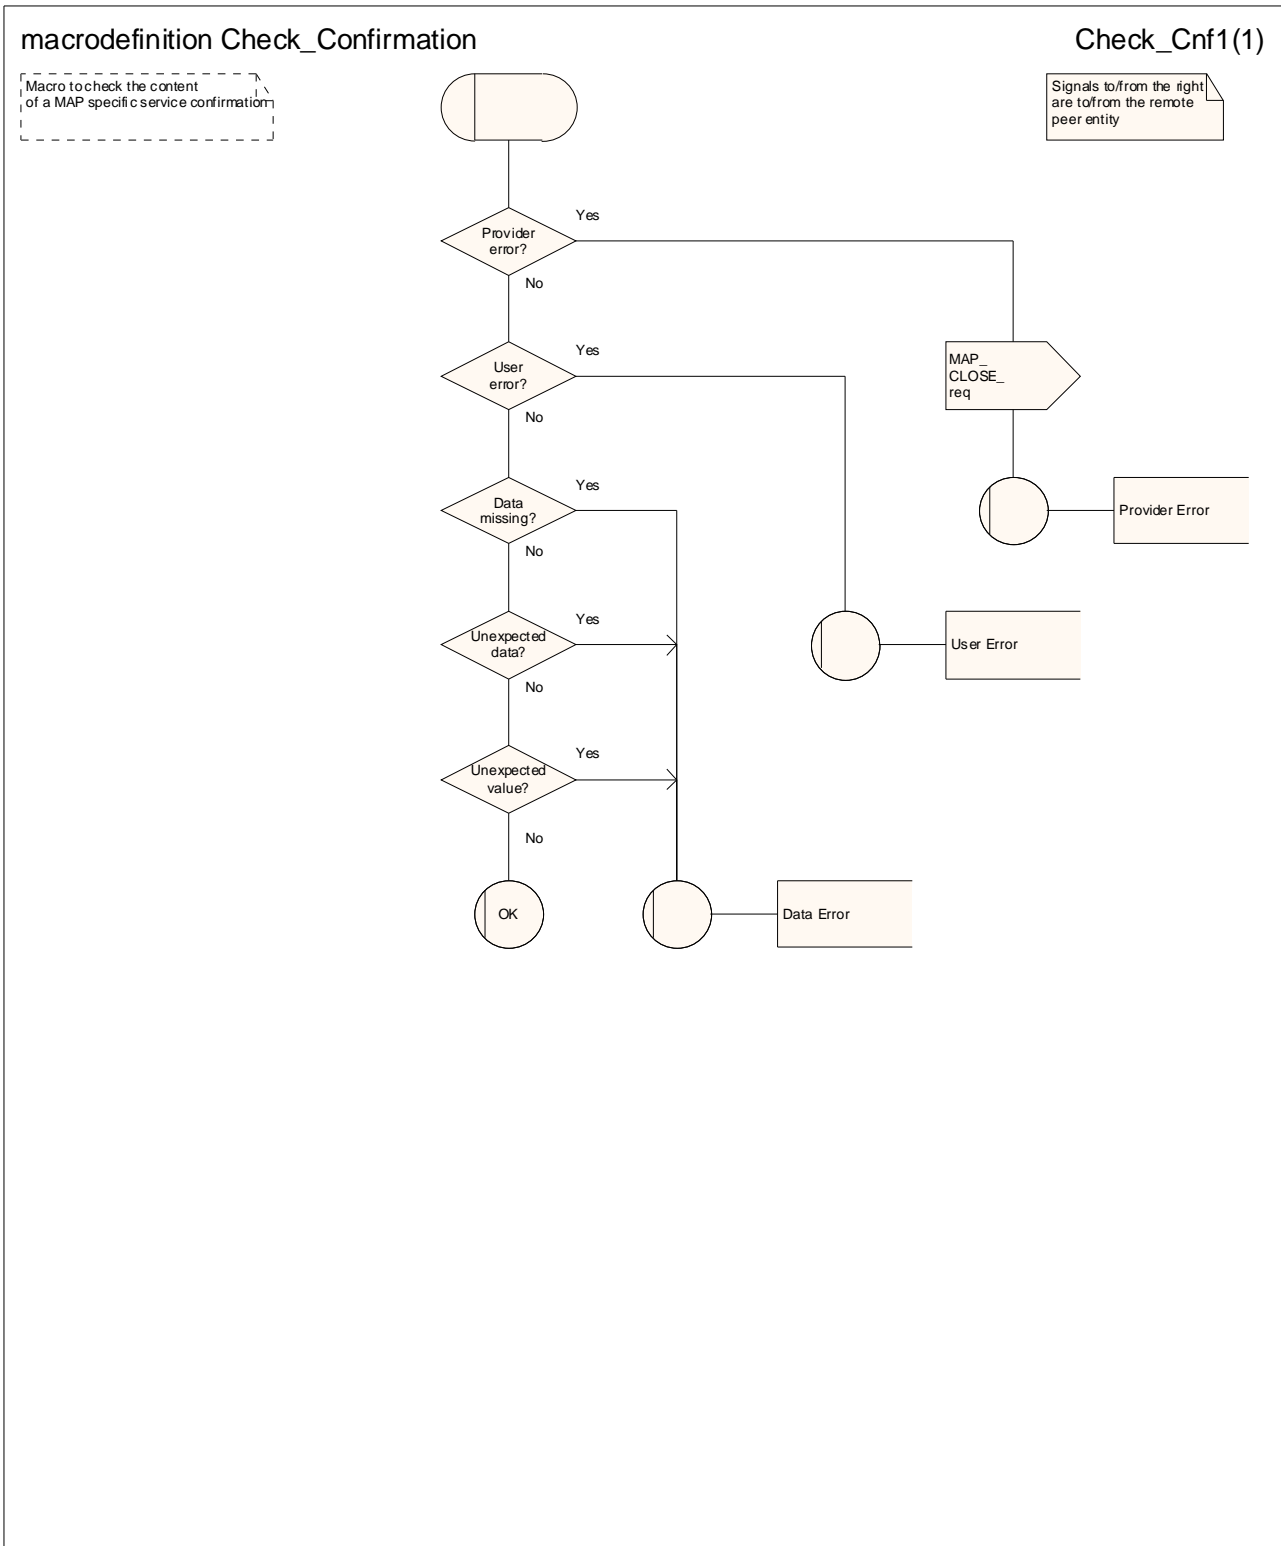 macrodefinition Check_Confirmation
Check_Cnf1(1)
Macro to check the content
of a MAP specific service confirmation
Signals to/from the right
are to/from the remote
peer entity
Provider
error?
Yes
No
User
error?
Yes
No
MAP_
CLOSE_
req
Data
missing?
Yes
No
Provider Error
Unexpected
data?
Yes
No
User Error
Unexpected
value?
Yes
No
OK
Data Error